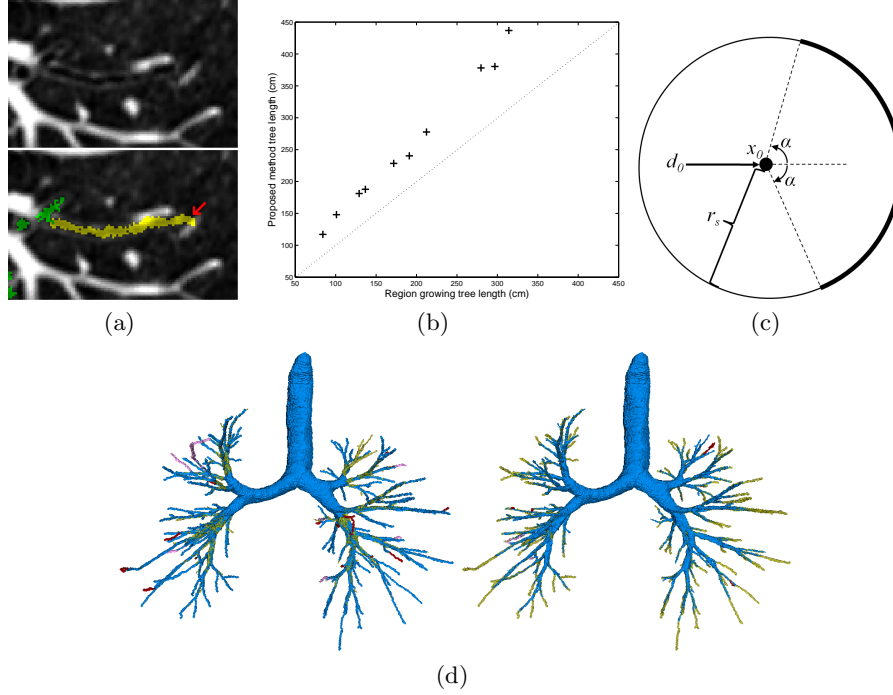 450
400
350
300
250
200
150
100
50
Proposed method tree length (cm)
50 100 150 200 250 300 350 400 450
Region growing tree length (cm)
x0
α
α
d0
rs
(a)
(b)
(c)
(d)